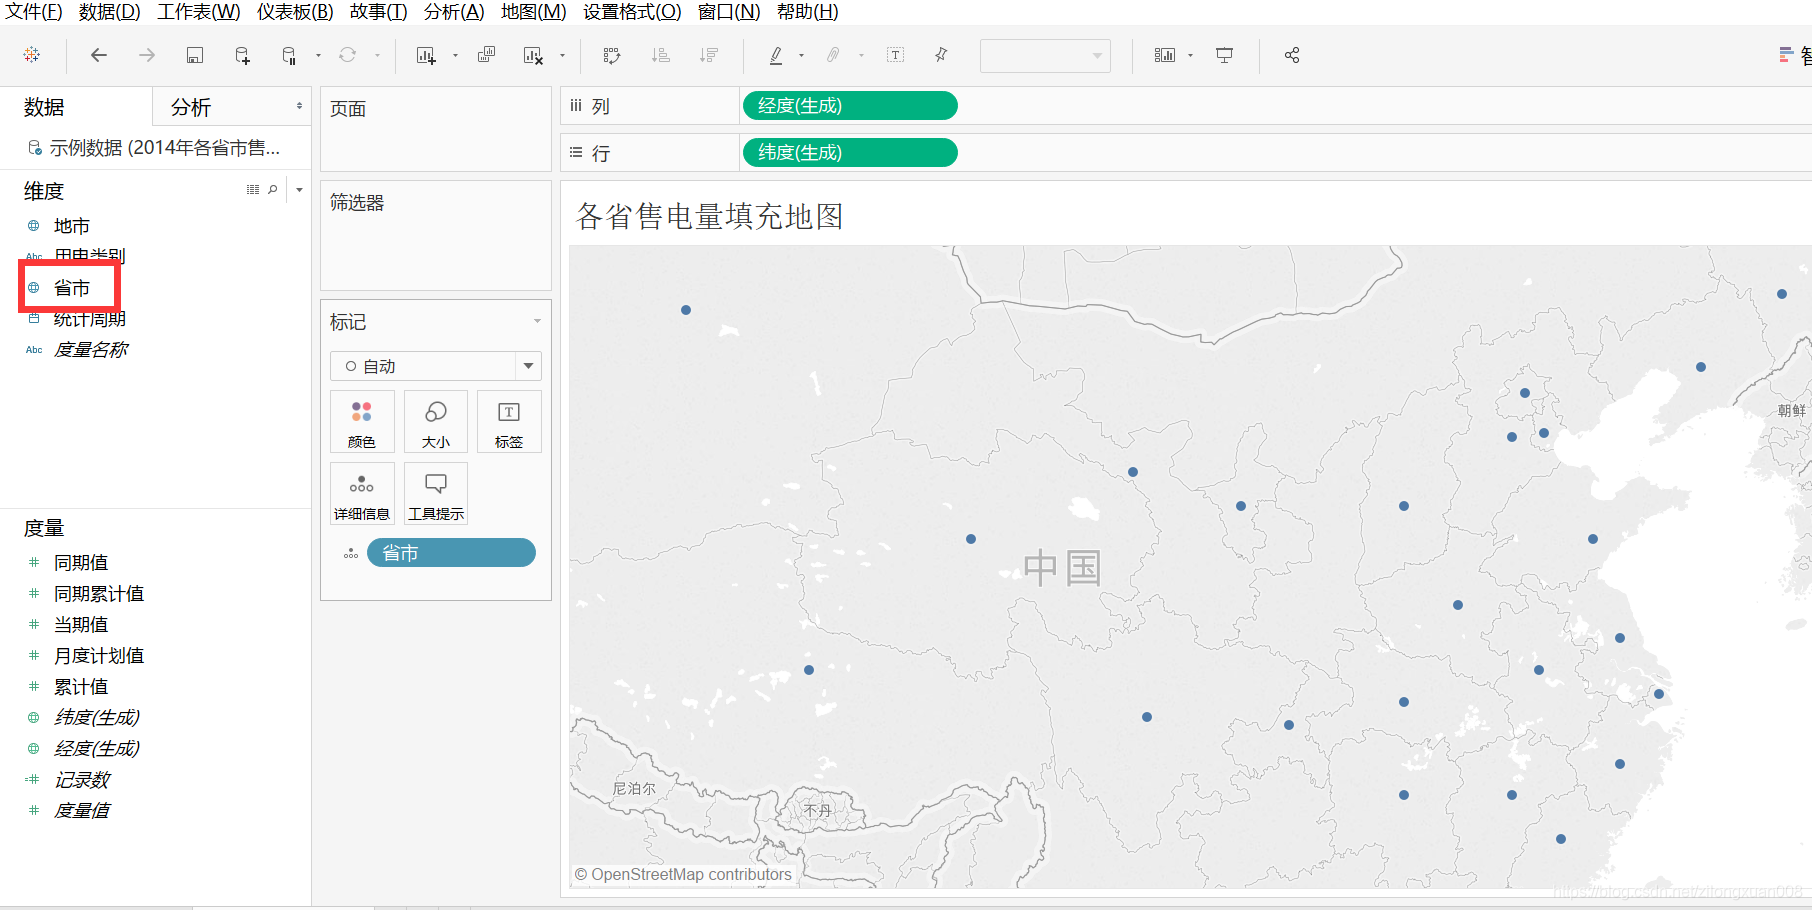 文件(F) 数据(D) 工作表(W) 仪表板(B) 故事(T) 分析(A) 地图(M) 设置格式(O) 窗口(N) 帮助(H)
数据
分析
示例数据 (2014年各省市售...
维度
地市
Abc 用电类别
省市
统计周期
Abc 度量名称
度量
同期值
同期累计值
当期值
月度计划值
累计值
纬度(生成)
经度(生成)
记录数
度量值
页面
筛选器
标记
自动
颜色
大小
标签
详细信息
工具提示
省市
列
经度(生成)
行
纬度(生成)
各省售电量填充地图
中国
朝鲜
尼泊尔
不丹
© OpenStreetMap contributors
https://blog.csdn.net/zitongxuan008